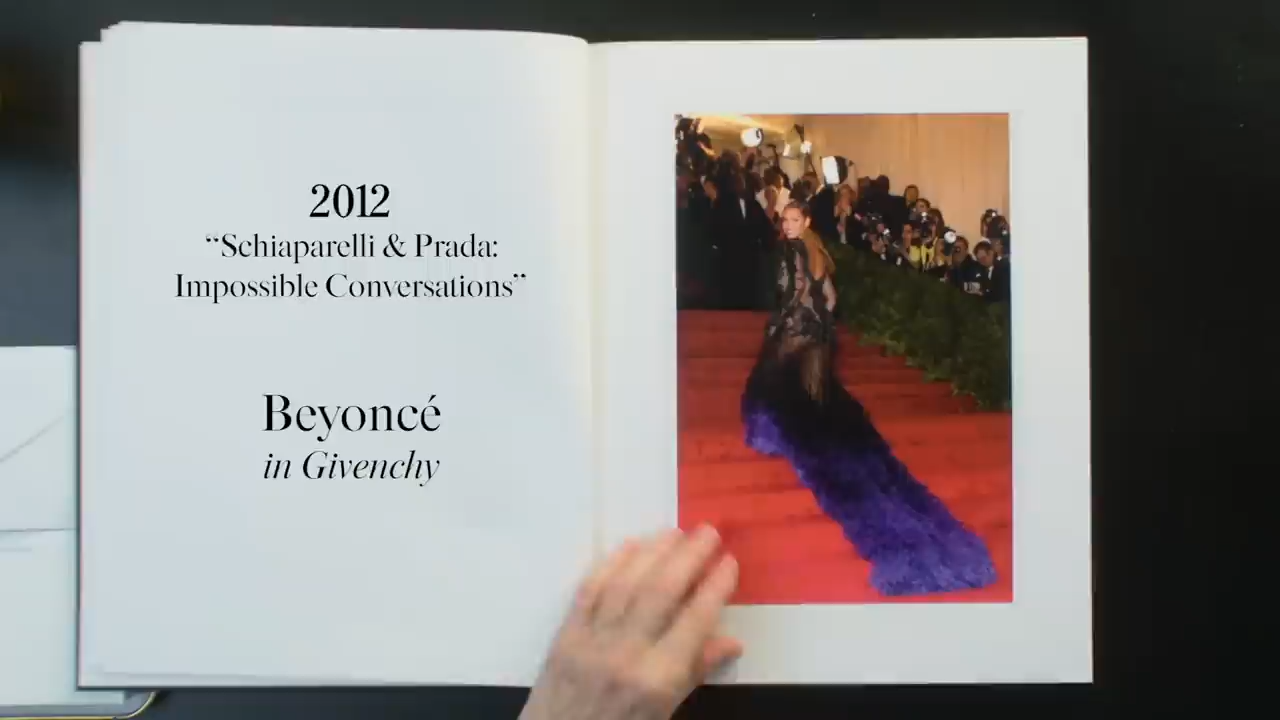 2012
“Schiaparelli & Prada:
Impossible Conversations”
Beyoncé
in Givenchy